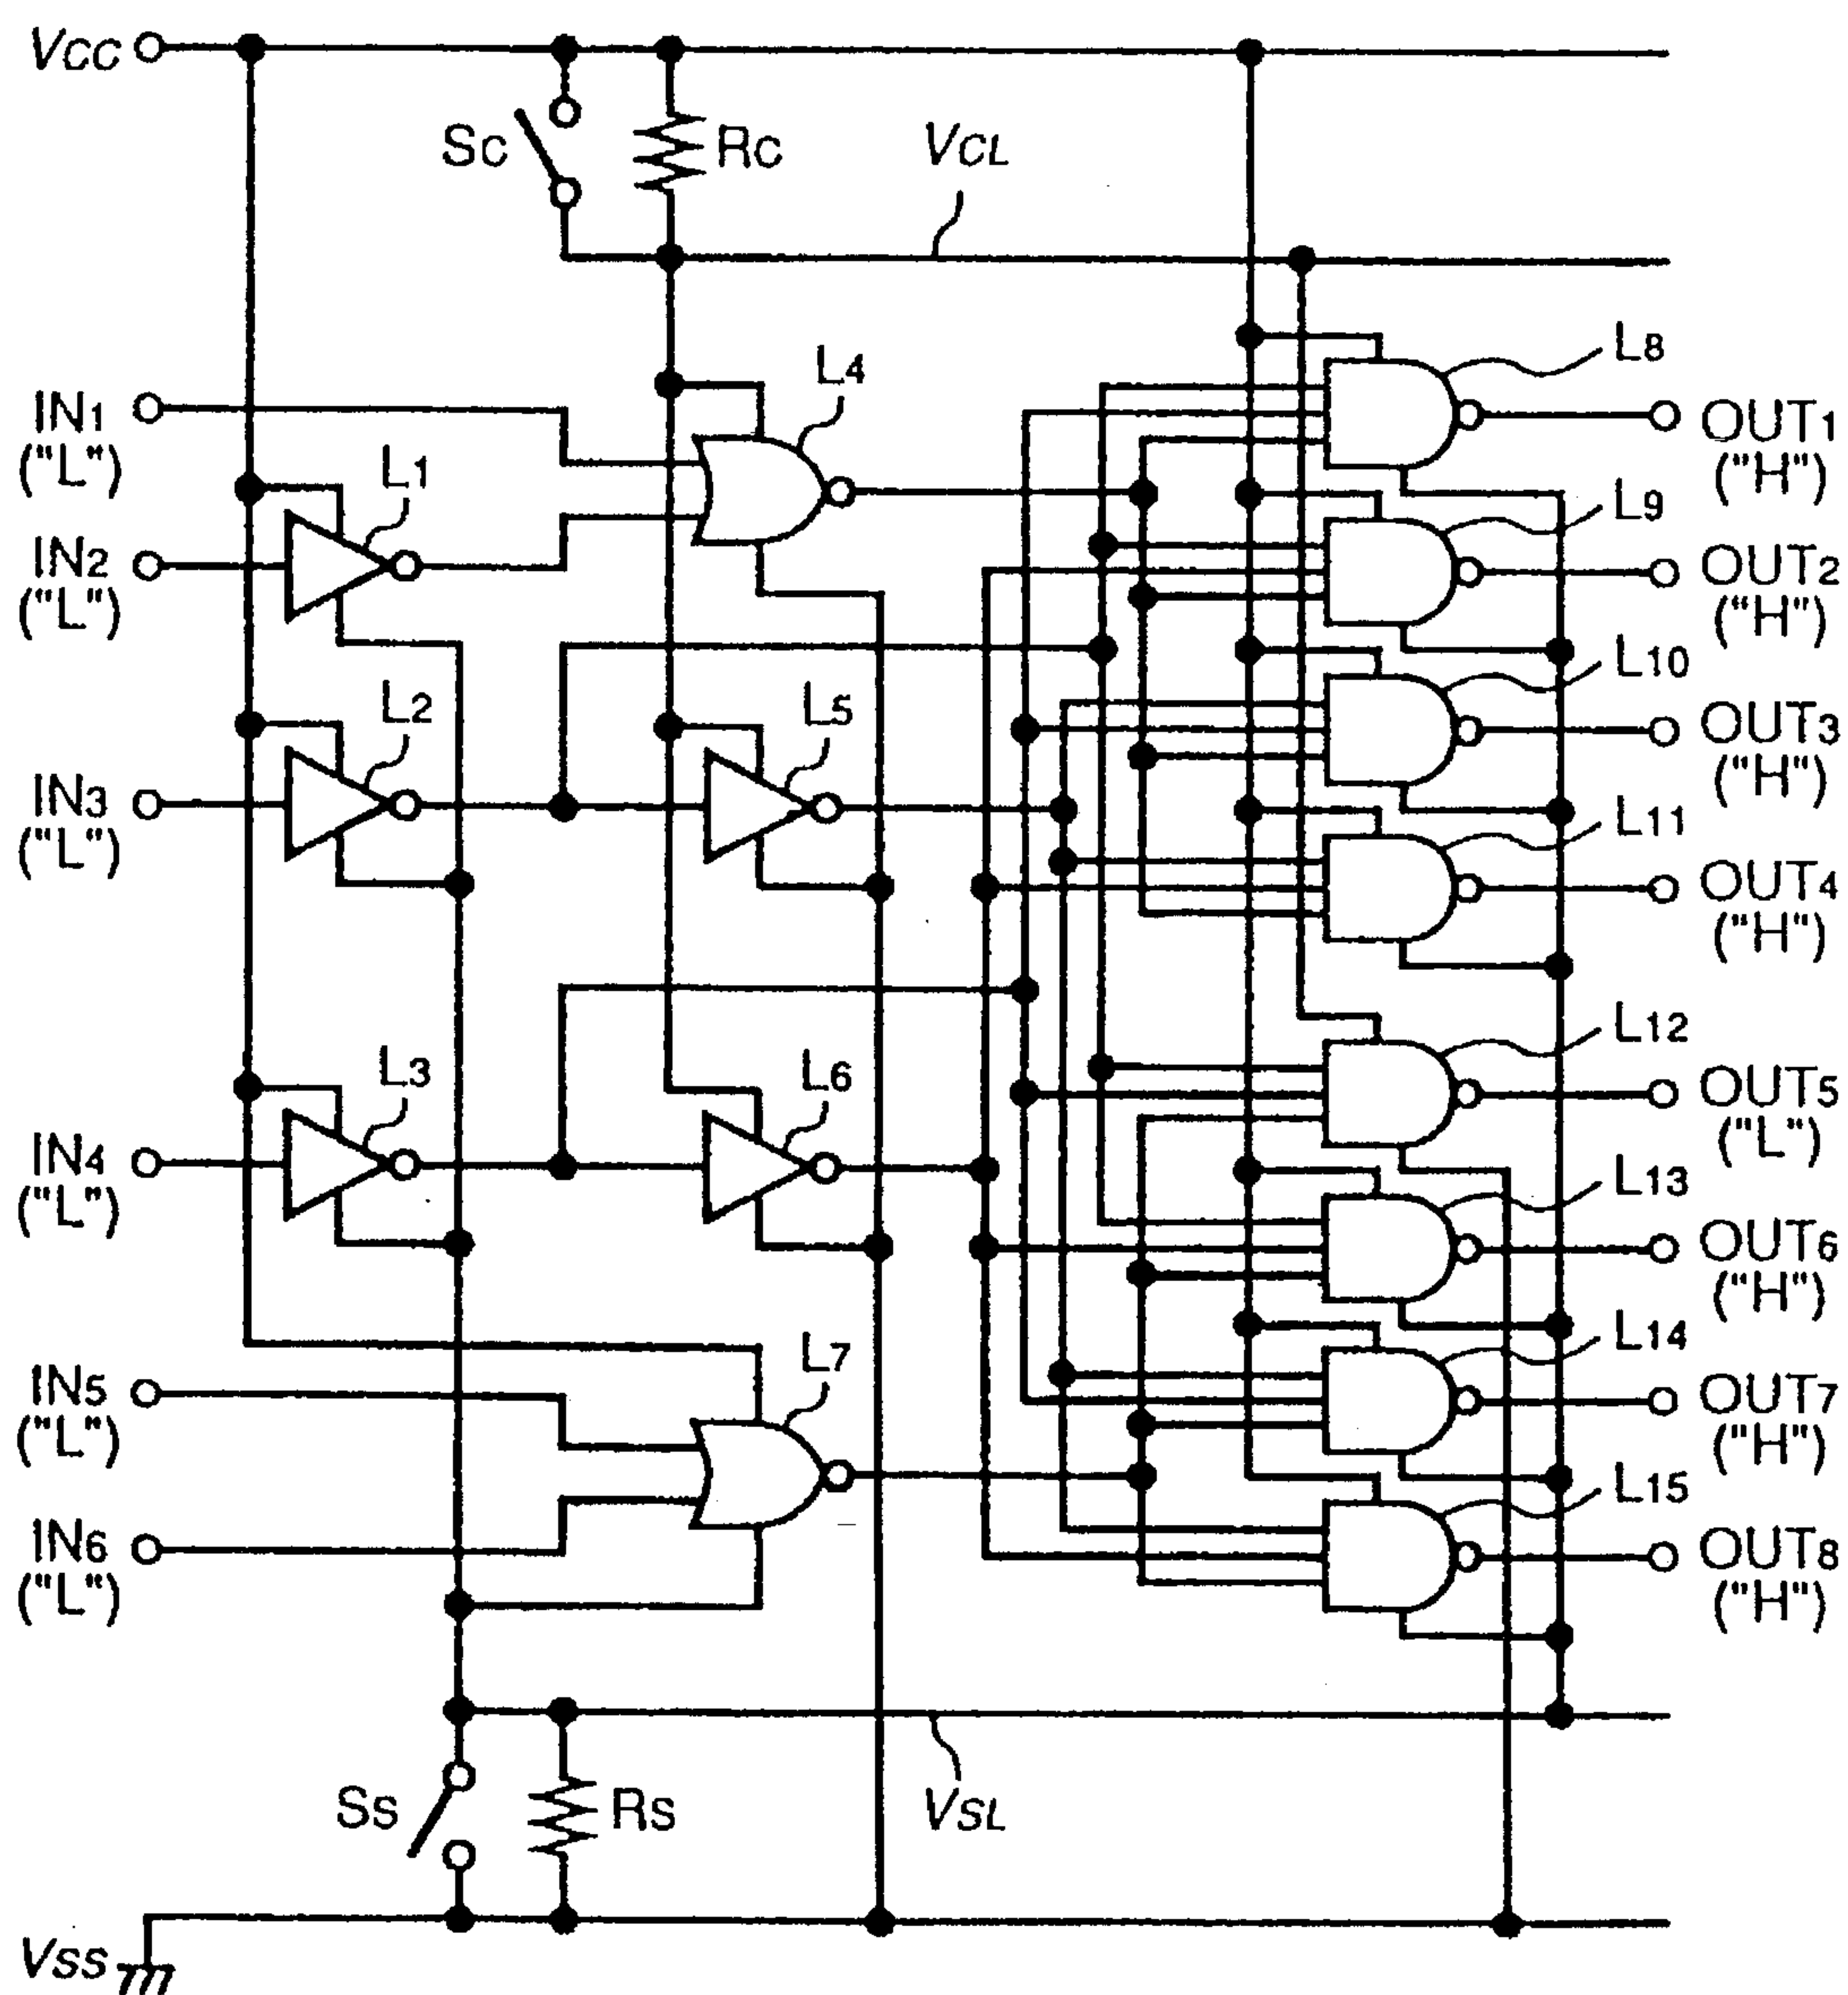 VCC
SC
RC
VCL
L8
L4
IN1
("L")
OUT1
("H")
L1
L9
IN2
("L")
OUT2
("H")
L10
L2
L5
OUT3
("H")
IN3
("L")
L11
OUT4
("H")
L12
L3
L6
OUT5
("L")
IN4
("L")
L13
OUT6
("H")
L14
L7
IN5
("L")
OUT7
("H")
L15
IN6
("L")
OUT8
("H")
SS
RS
VSL
VSS